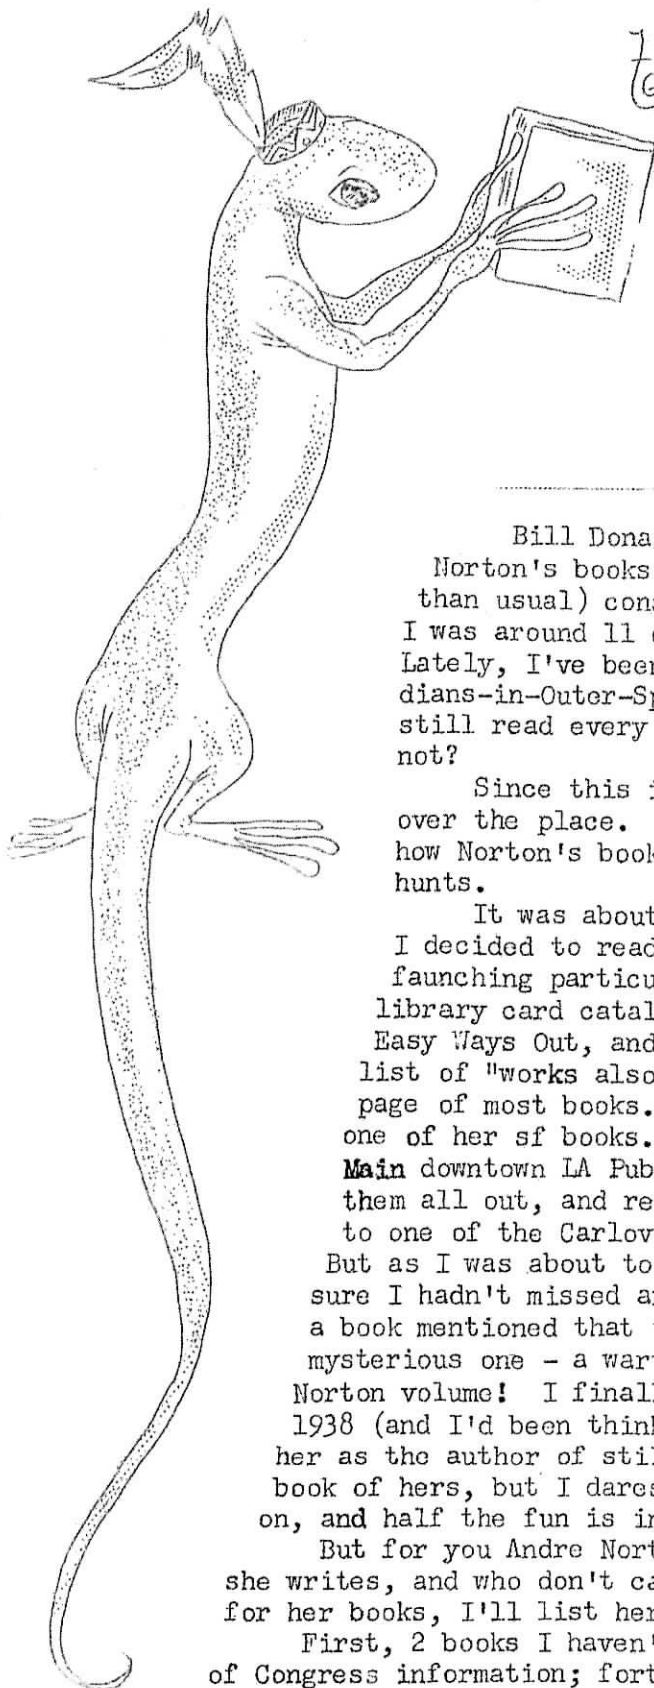 Bill Dona
Norton's books
than usual) cons
I was around 11 o
Lately, I've been
dians-in-Outer-Sp
still read every
not?
Since this i
over the place.
how Norton's book
hunts.
It was about
I decided to read
faunching particu
library card catal
Easy Ways Out, and
list of "works also
page of most books.
one of her sf books.
Main downtown LA Pub
them all out, and re
to one of the Carlov
But as I was about to
sure I hadn't missed a
a book mentioned that
mysterious one - a war
Norton volume! I final
1938 (and I'd been think
her as the author of stil
book of hers, but I dares
on, and half the fun is i
But for you Andre Nort
she writes, and who don't ca
for her books, I'll list her
First, 2 books I haven'
of Congress information; fort